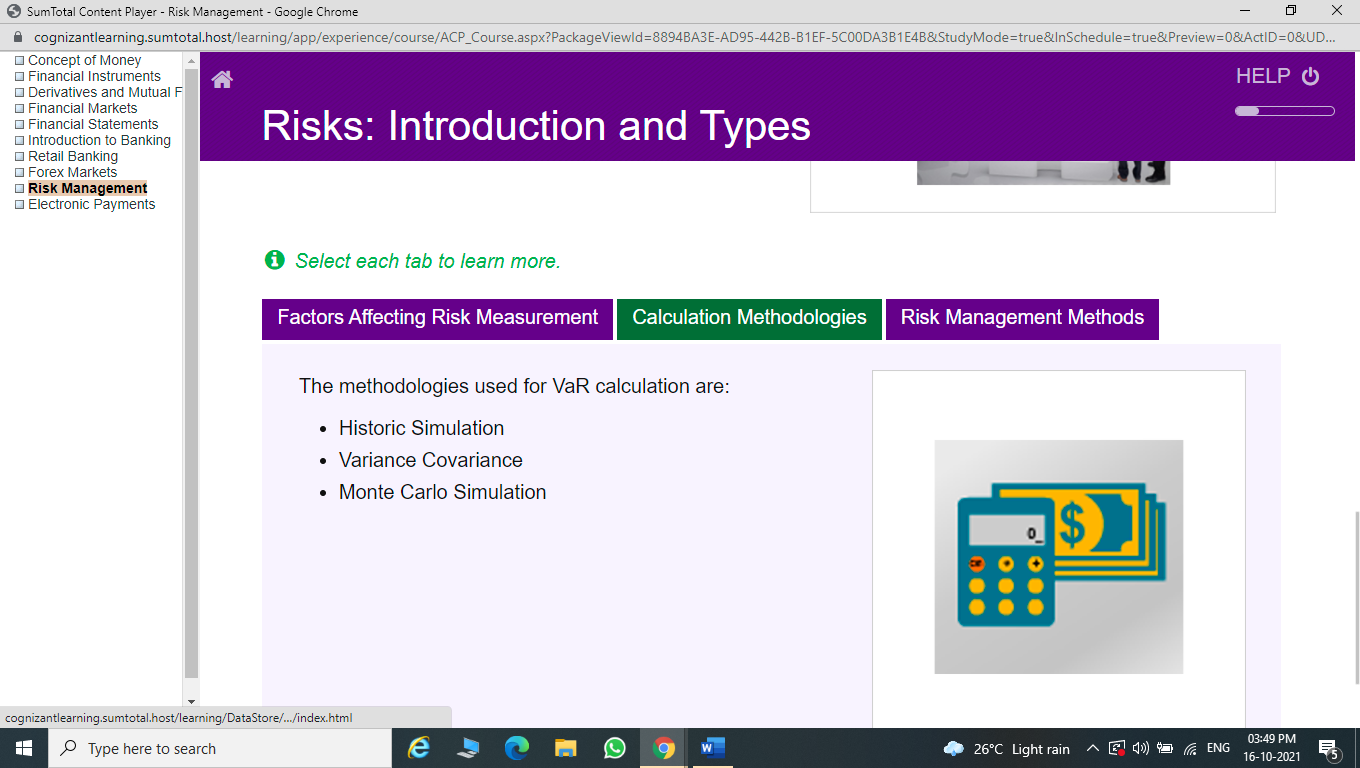 SumTotal Content Player - Risk Management - Google Chrome
cognizantlearning.sumtotal.host/learning/app/experience/course/ACP_Course.aspx?PackageViewId=8894BA3E-AD95-442B-B1EF-5C00DA3B1E4B&StudyMode=true&InSchedule=true&Preview=0&ActID=0&UD...
Concept of Money
Financial Instruments
Derivatives and Mutual F
Financial Markets
Financial Statements
Introduction to Banking
Retail Banking
Forex Markets
Risk Management
Electronic Payments
HELP
Risks: Introduction and Types
Select each tab to learn more.
Factors Affecting Risk Measurement
Calculation Methodologies
Risk Management Methods
The methodologies used for VaR calculation are:
• Historic Simulation
• Variance Covariance
• Monte Carlo Simulation
0_
$
cognizantlearning.sumtotal.host/learning/DataStore/.../index.html
Type here to search
26°C Light rain
ENG
03:49 PM
16-10-2021
5